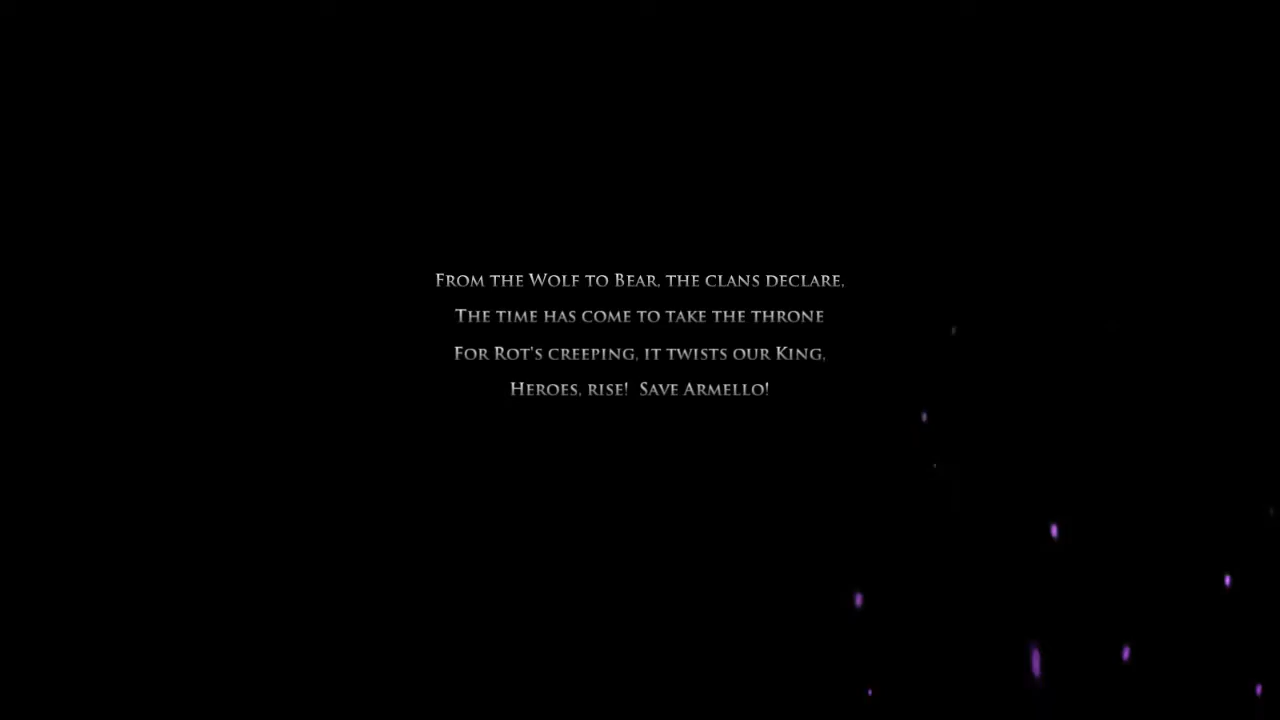 From the Wolf to Bear, the clans declare,
The time has come to take the throne
For Rot's creeping, it twists our King,
Heroes, rise! Save Armello!